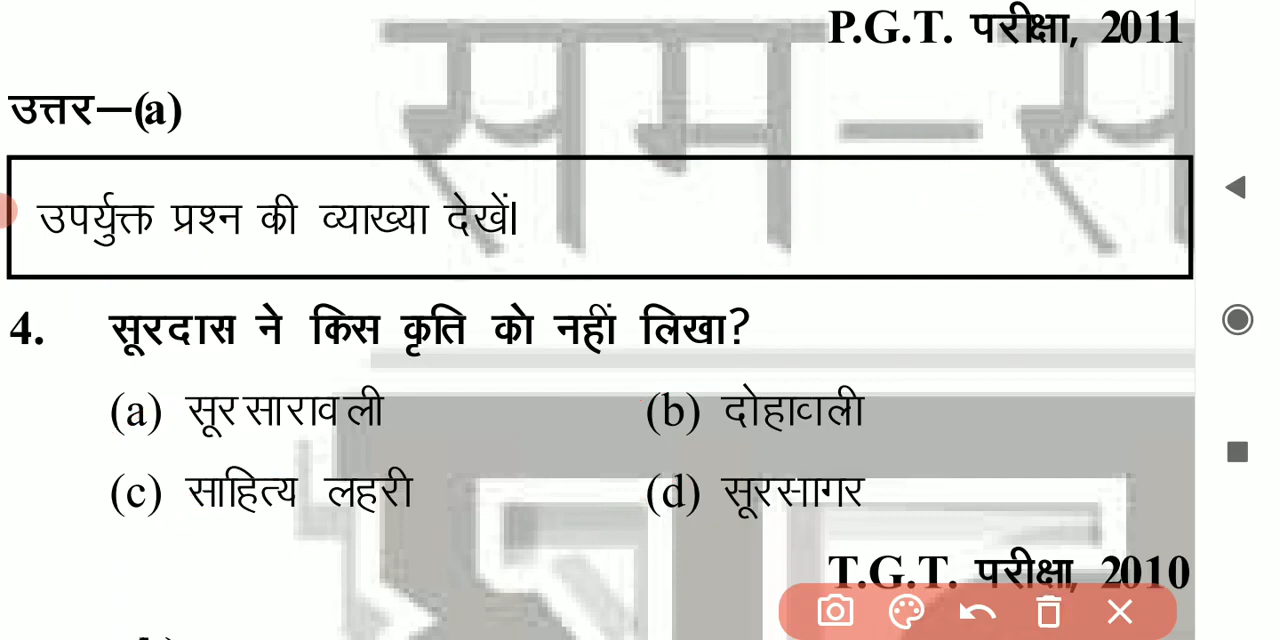 P.G.T. परीक्षा, 2011
उत्तर—(a)
उपर्युक्त प्रश्न की व्याख्या देखें।
4. सूरदास ने किस कृति को नहीं लिखा?
(a) सूरसारावली (b) दोहावली
(c) साहित्य लहरी (d) सूरसागर
T.G.T. परीक्षा, 2010